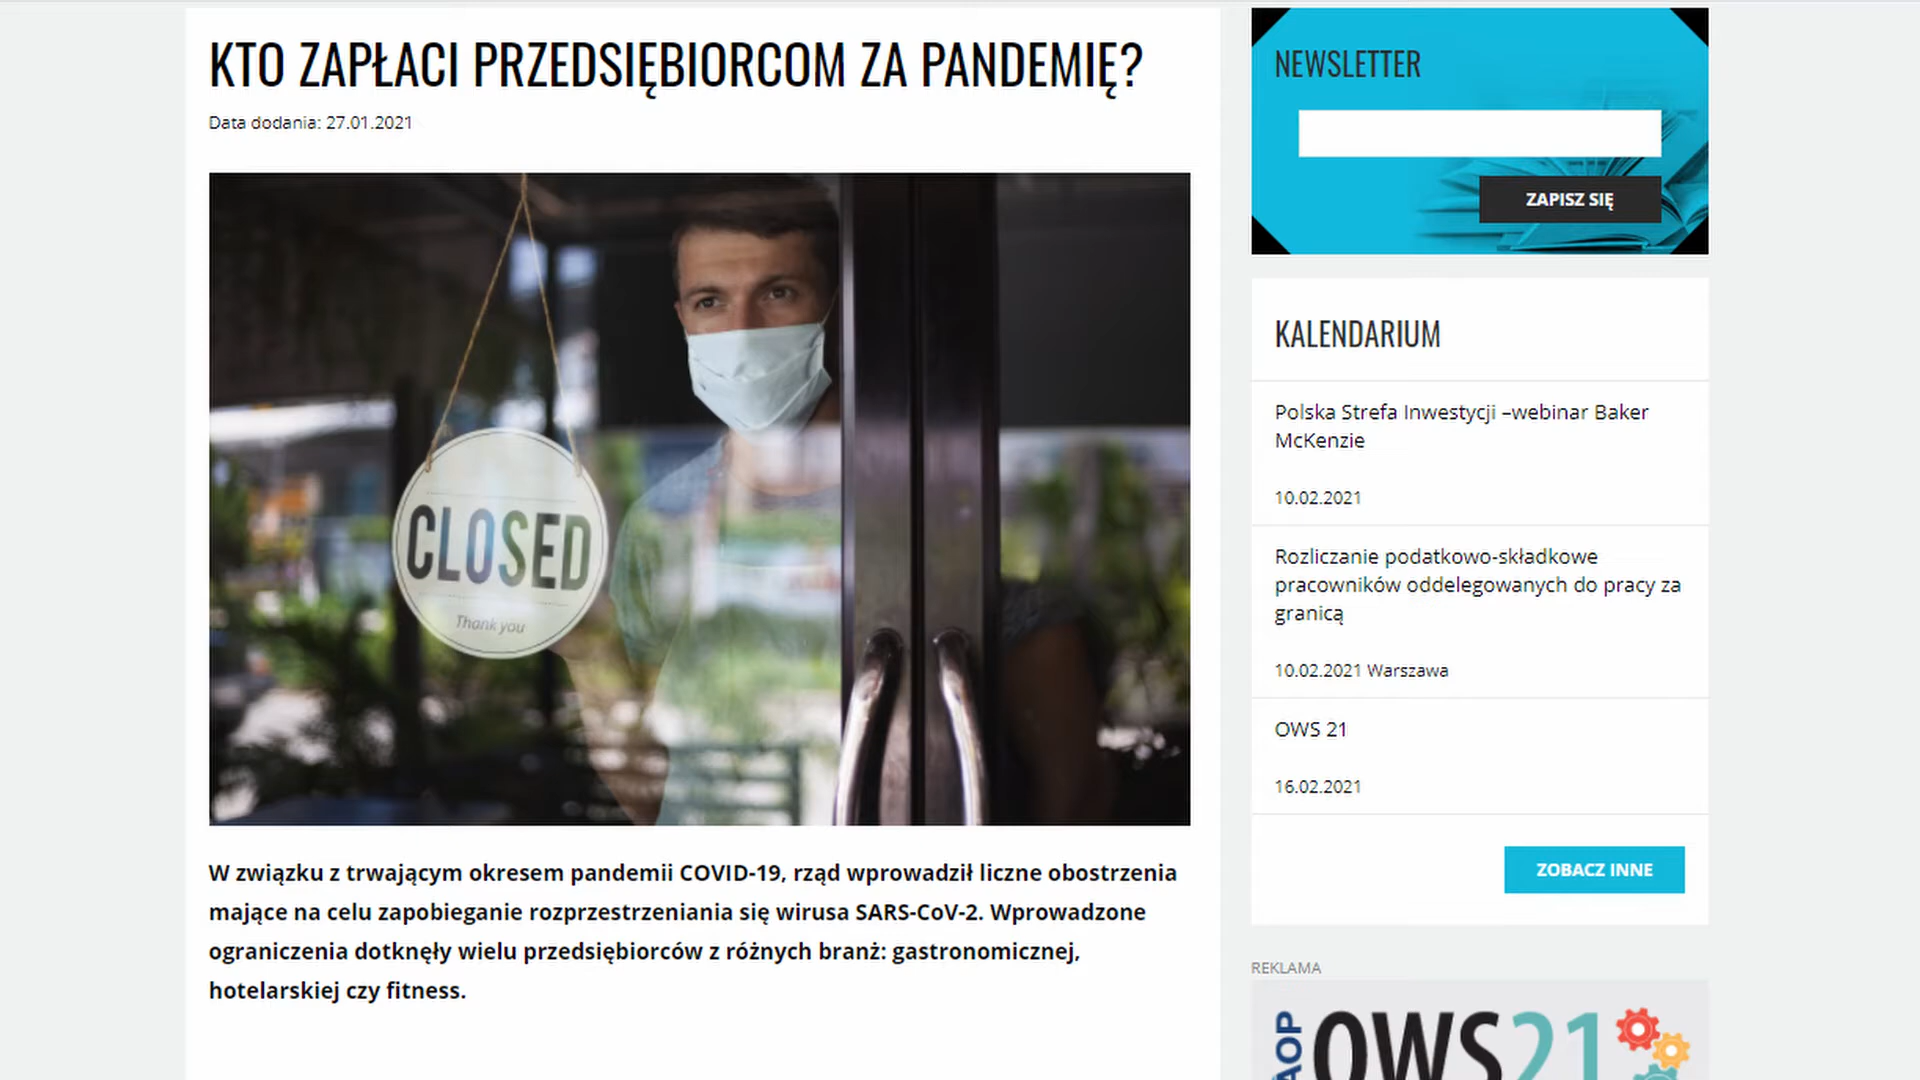 KTO ZAPŁACI PRZEDSIĘBIORCOM ZA PANDEMIĘ?
Data dodania: 27.01.2021
CLOSED
Thank you
W związku z trwającym okresem pandemii COVID-19, rząd wprowadził liczne obostrzenia
mające na celu zapobieganie rozprzestrzeniania się wirusa SARS-CoV-2. Wprowadzone
ograniczenia dotknęły wielu przedsiębiorców z różnych branż: gastronomicznej,
hotelarskiej czy fitness.
NEWSLETTER
ZAPISZ SIĘ
KALENDARIUM
Polska Strefa Inwestycji –webinar Baker
McKenzie
10.02.2021
Rozliczanie podatkowo-składkowe
pracowników oddelegowanych do pracy za
granicą
10.02.2021 Warszawa
OWS 21
16.02.2021
ZOBACZ INNE
REKLAMA
AOP
OWS21